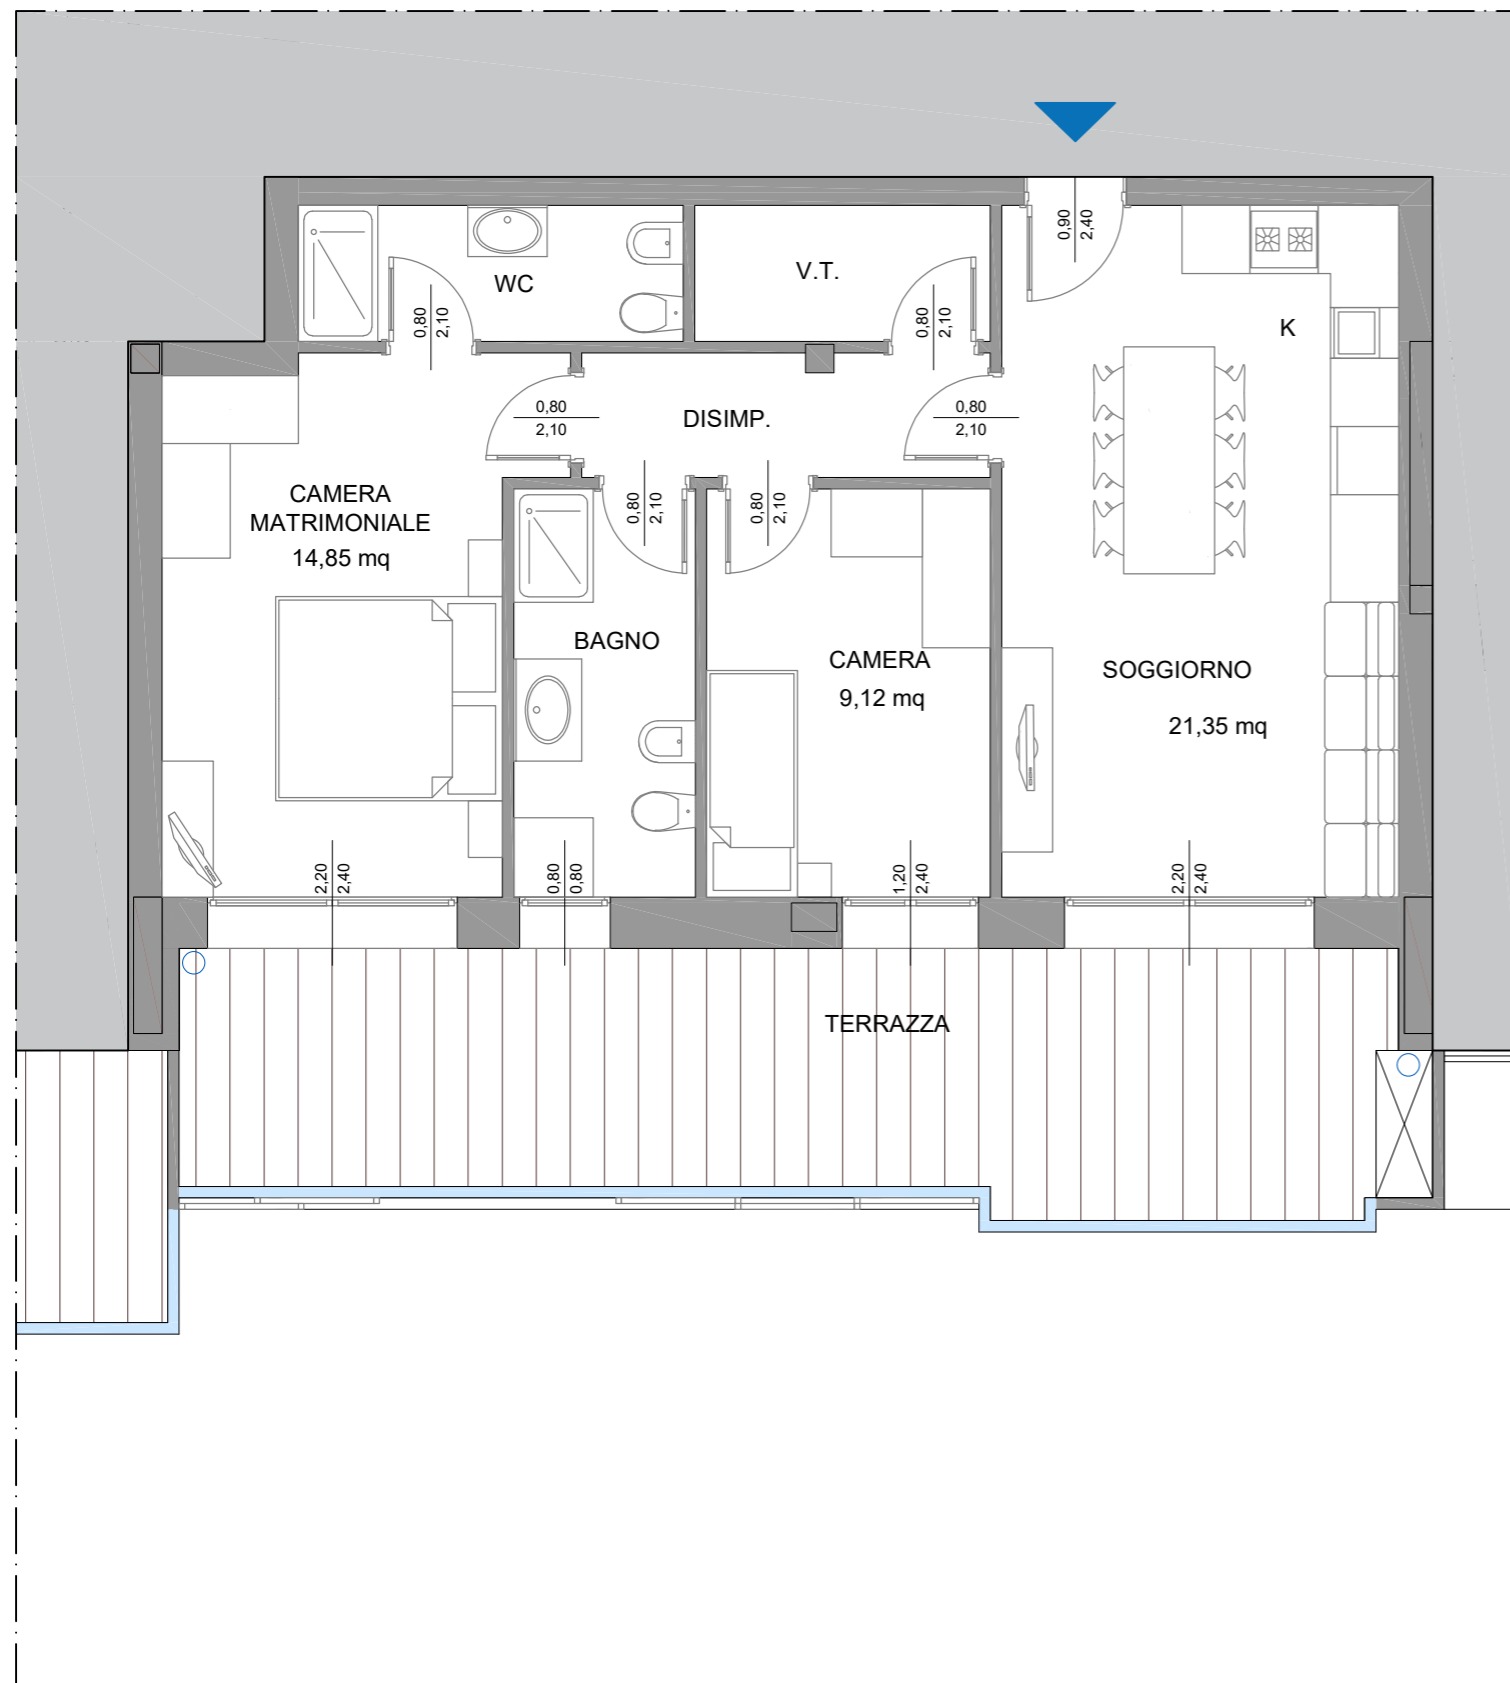 0,90
2,40
WC
V.T.
0,80
2,10
0,80
2,10
K
0,80
2,10
DISIMP.
0,80
2,10
CAMERA
MATRIMONIALE
14,85 mq
0,80
2,10
0,80
2,10
BAGNO
CAMERA
9,12 mq
SOGGIORNO
21,35 mq
2,20
2,40
0,80
0,80
1,20
2,40
2,20
2,40
TERRAZZA